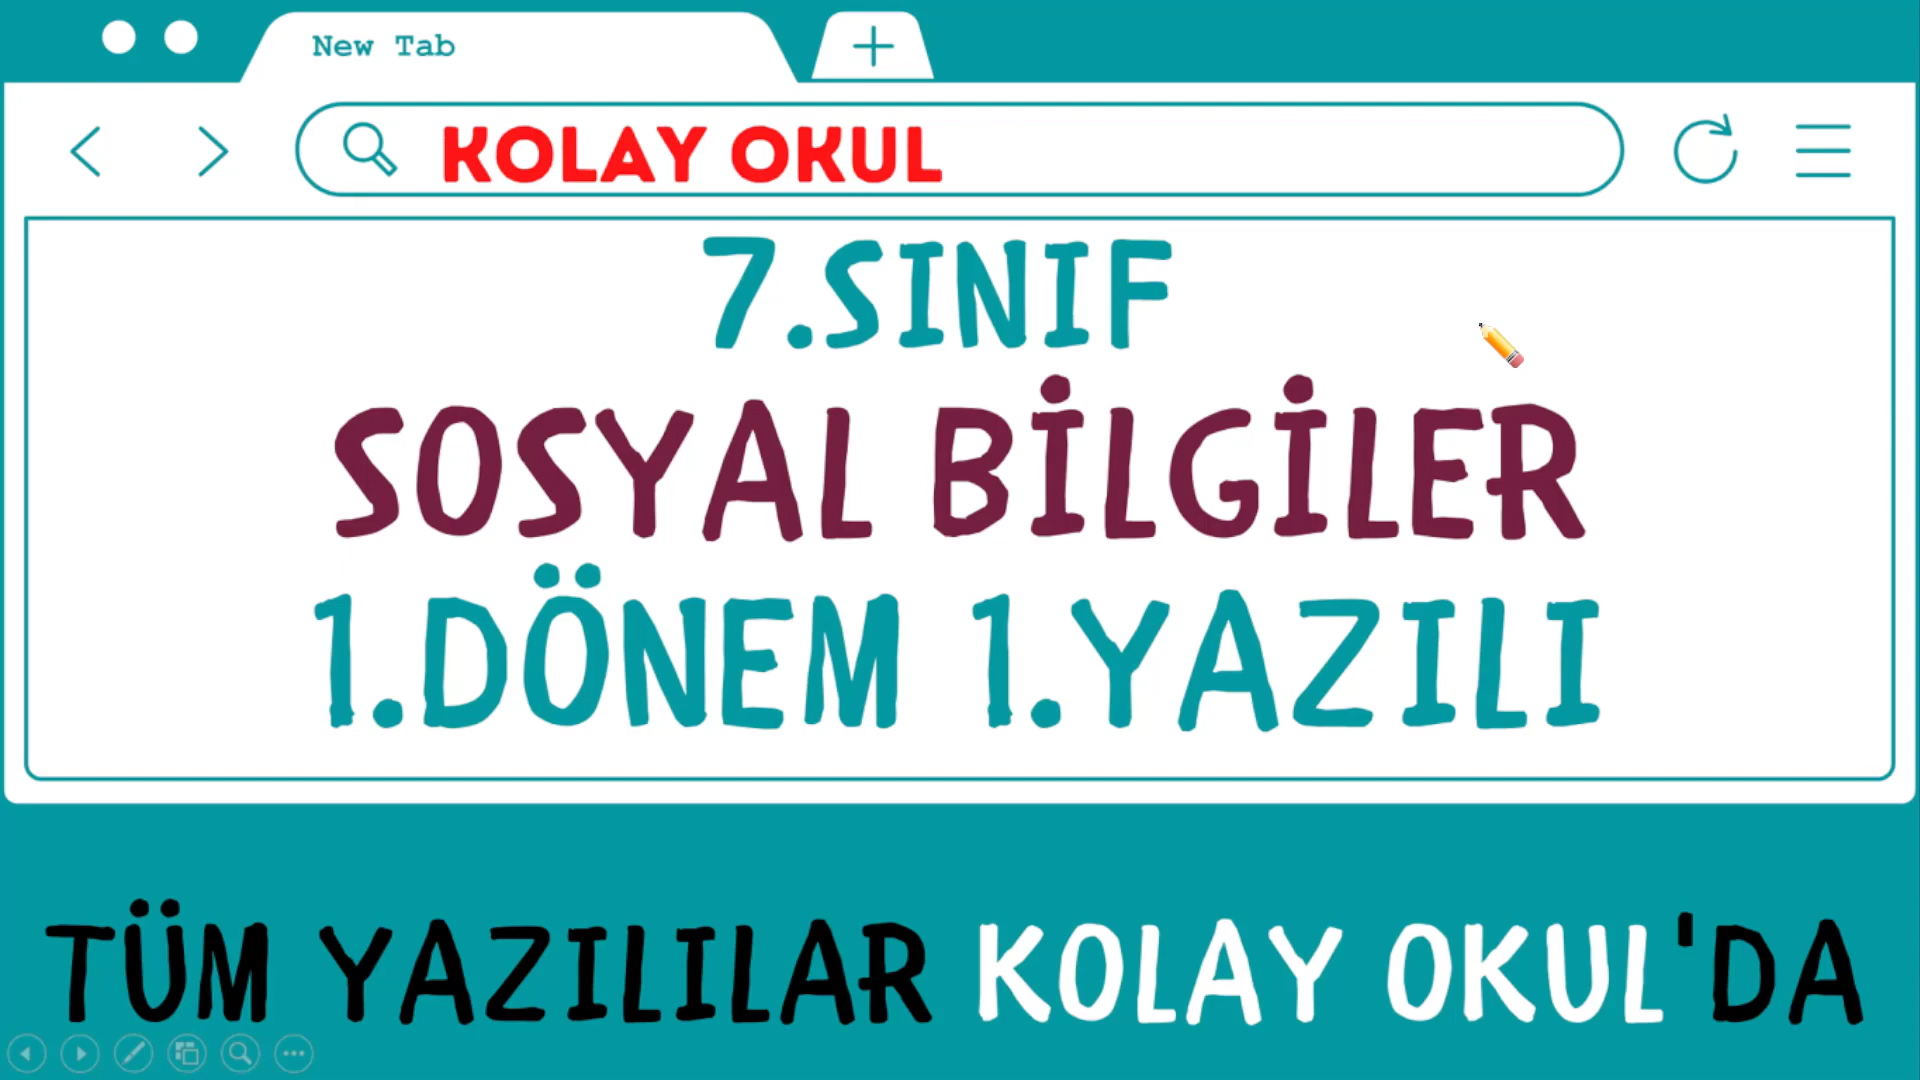 New Tab
KOLAY OKUL
7.SINIF
SOSYAL BİLGİLER
1.DÖNEM 1.YAZILI
TÜM YAZILILAR KOLAY OKUL'DA